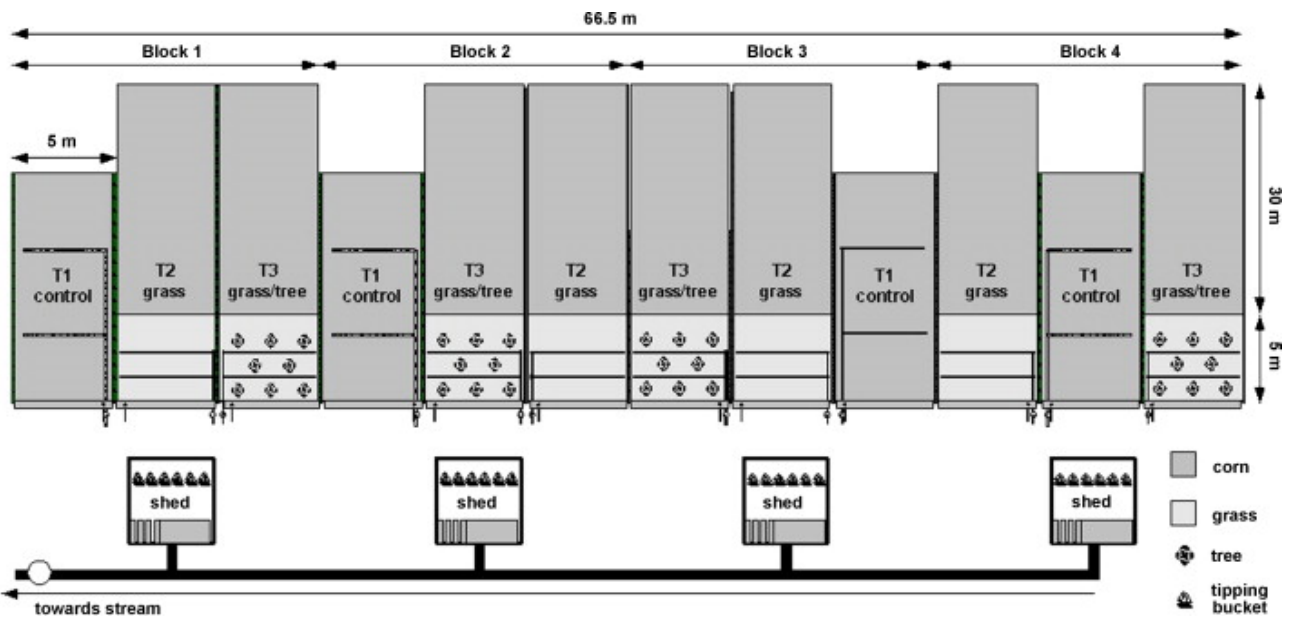 66.5 m
Block 1
Block 2
Block 3
Block 4
5 m
30 m
5 m
T1
control
T2
grass
T3
grass/tree
T1
control
T3
grass/tree
T2
grass
T3
grass/tree
T2
grass
T1
control
T2
grass
T1
control
T3
grass/tree
shed
shed
shed
shed
corn
grass
tree
tipping
bucket
towards stream